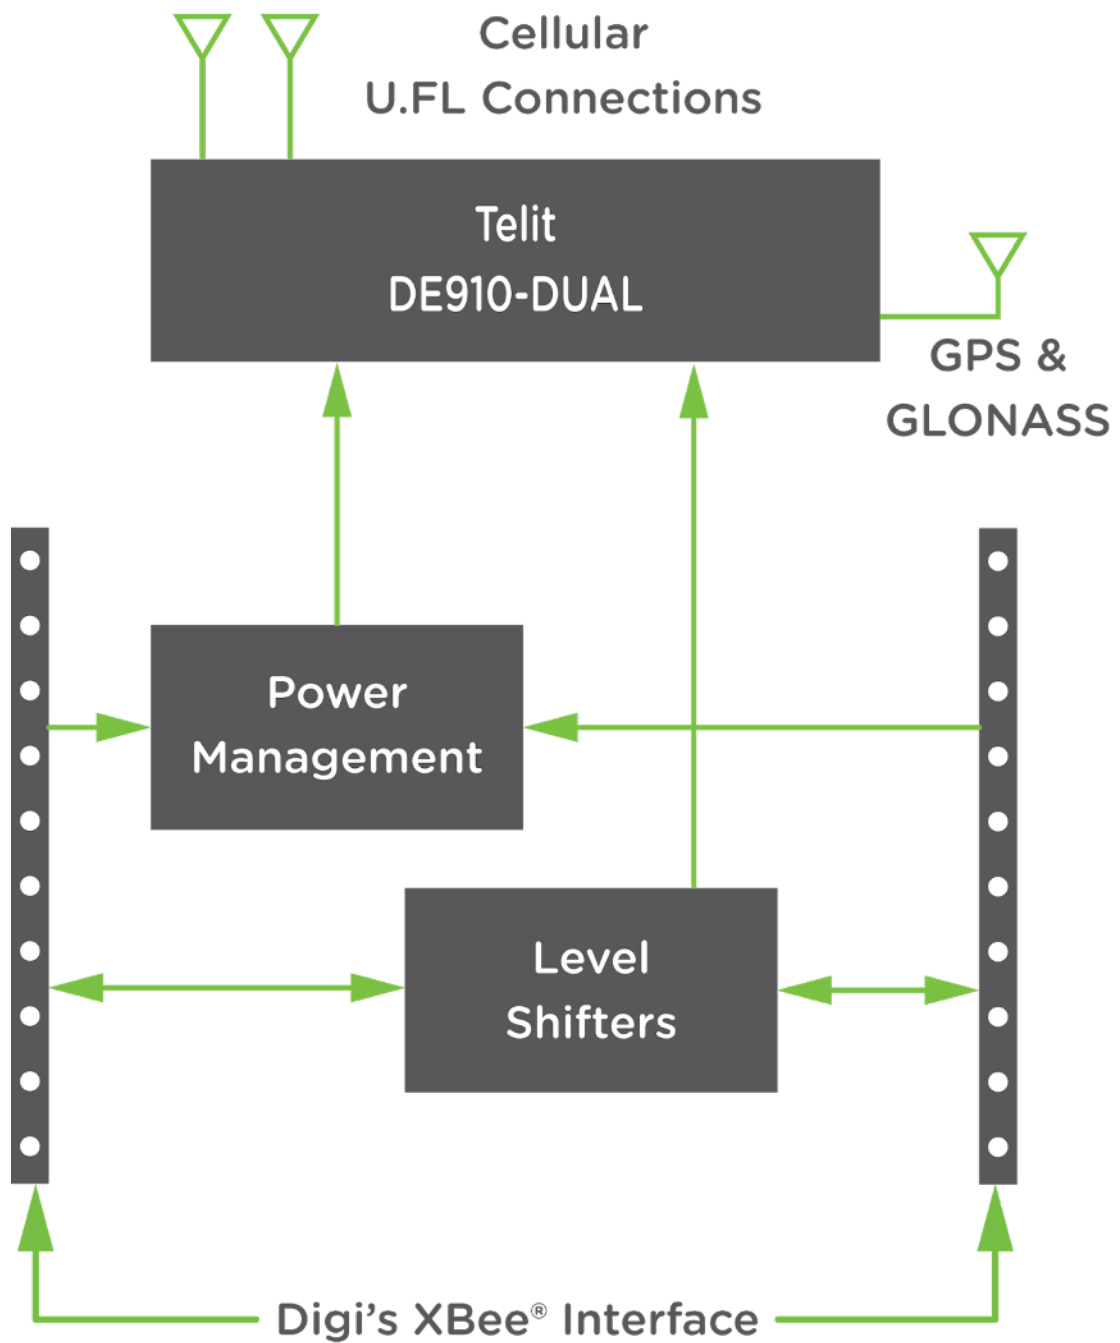 Cellular
U.FL Connections
Telit
DE910-DUAL
GPS &
GLONASS
Power
Management
Level
Shifters
Digi's XBee® Interface